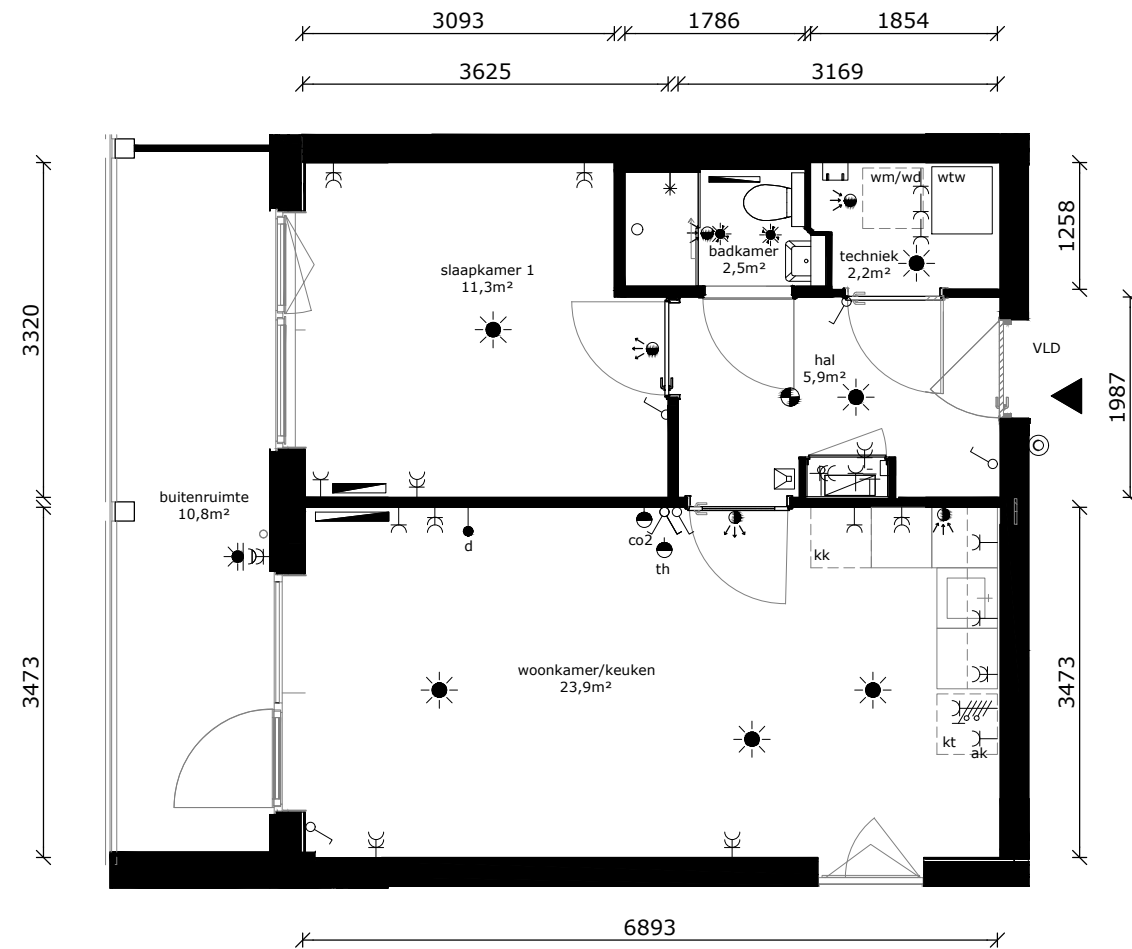 3093
1786
1854
3625
3169
wm/wd
wtw
1258
badkamer
2,5m²
techniek
2,2m²
slaapkamer 1
11,3m²
3320
hal
5,9m²
VLD
1987
buitenruimte
10,8m²
d
co2
th
kk
3473
woonkamer/keuken
23,9m²
3473
kt
ak
6893